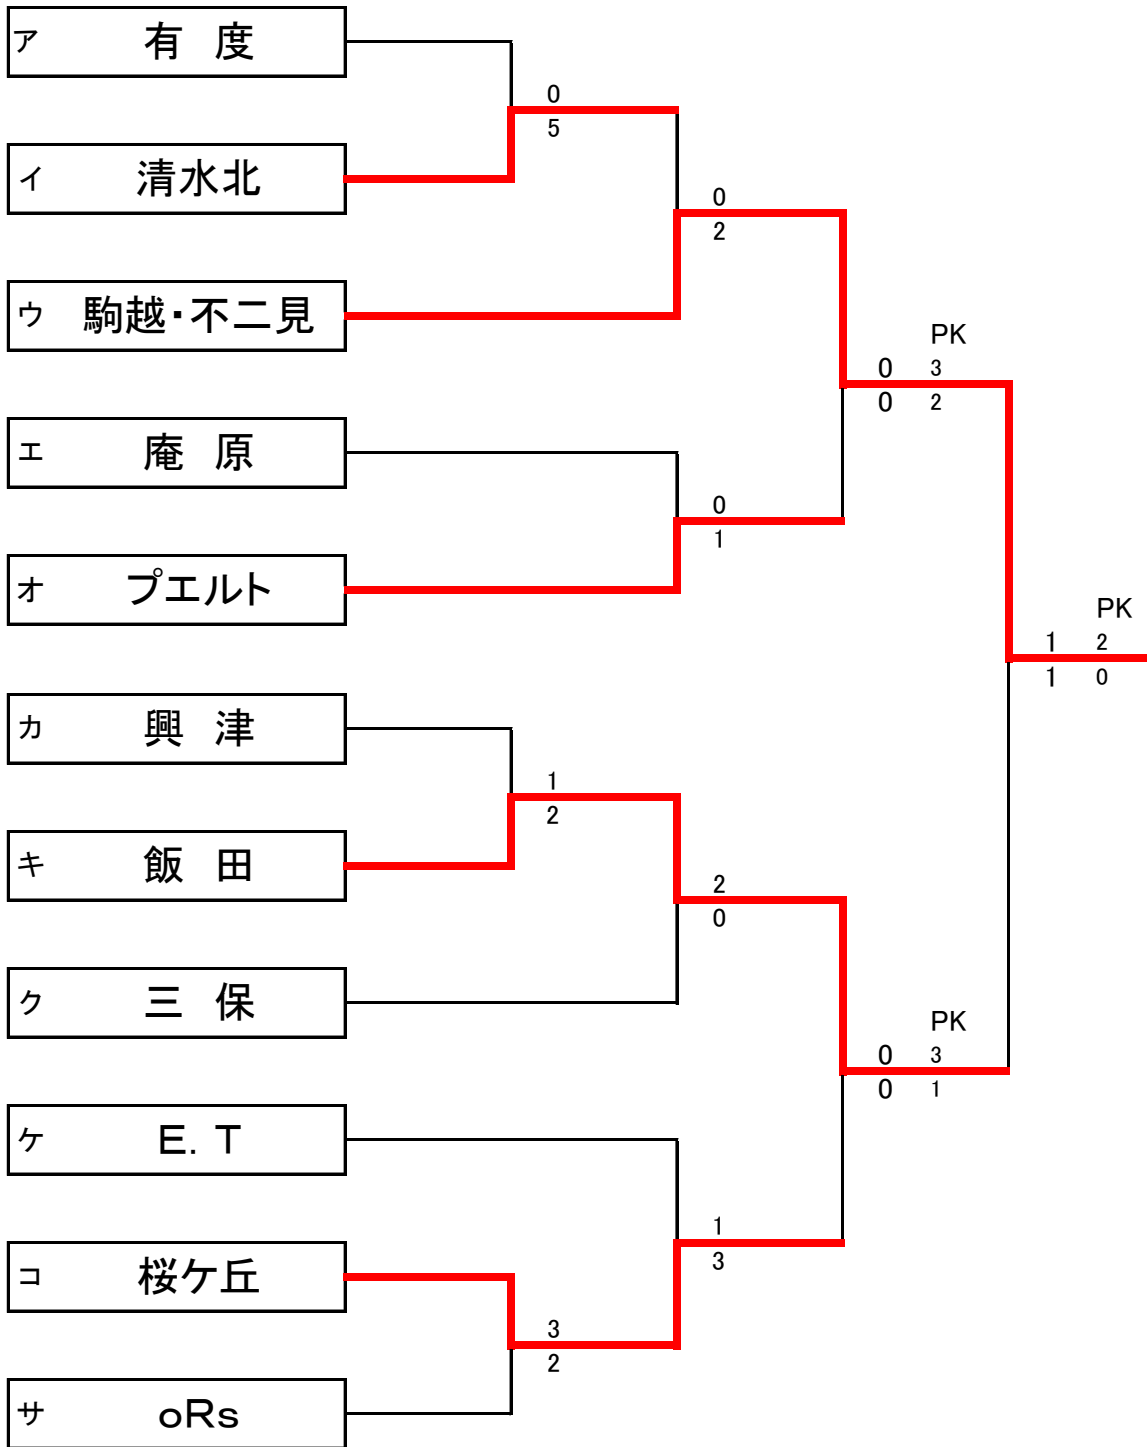 ア 有 度
0
5
イ 清水北
0
2
ウ 駒越・不二見
PK
0 3
0 2
エ 庵 原
0
1
オ プエルト
PK
1 2
1 0
カ 興 津
1
2
キ 飯 田
2
0
ク 三 保
PK
0 3
0 1
ケ E. T
1
3
コ 桜ケ丘
3
2
サ oRs